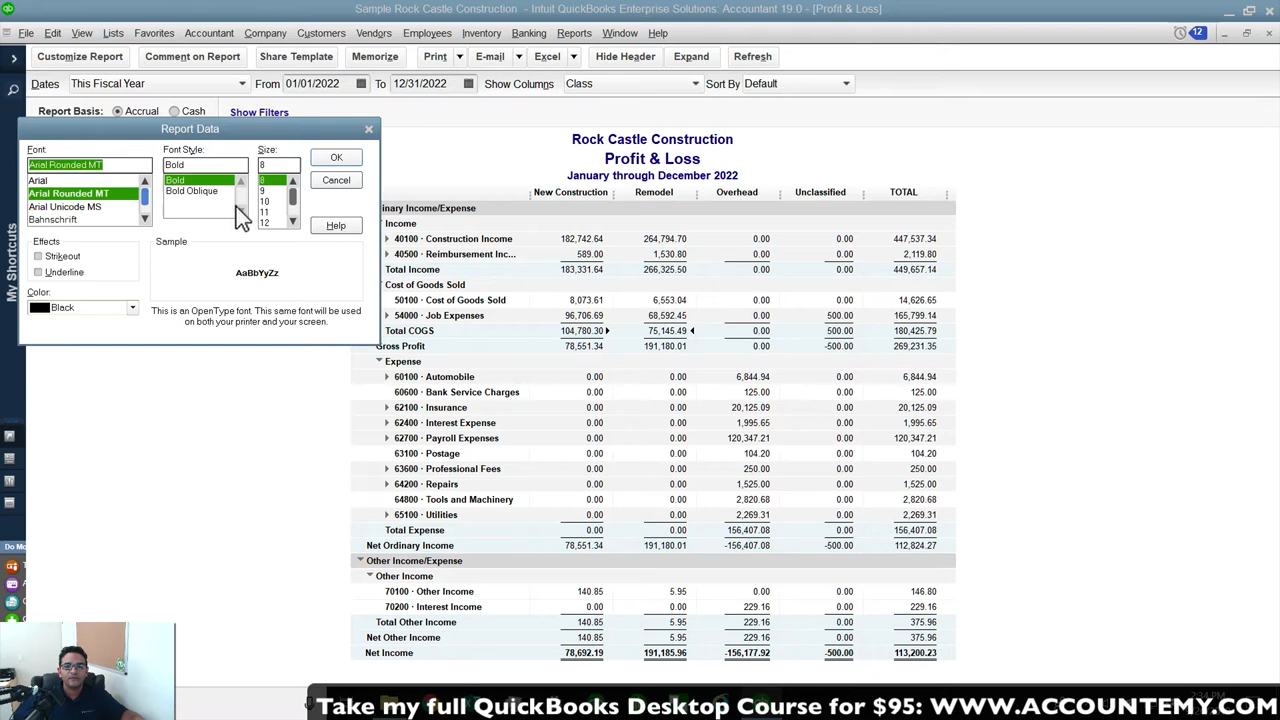 Sample Rock Castle Construction - Intuit QuickBooks Enterprise Solutions. Accountant 19.0 - [Profit & Loss]
File Edit View Lists Favorites Accountant Company Customers Vendors Employees Inventory Banking Reports Window Help 12
Customize Report Comment on Report Share Template Memorize Print E-mail Excel Hide Header Expand Refresh
Dates This Fiscal Year From 01/01/2022 To 12/31/2022 Show Columns Class Sort By Default
Report Basis: Accrual Cash Show Filters
My Shortcuts
Report Data
Font: Font Style: Size:
Arial Rounded MT Bold 8 OK
Arial Bold 8 Cancel
Arial Rounded MT Bold Oblique 9
Arial Unicode MS 10
Bahnschrift 11 Help
12
Effects Sample
Strikeout
Underline AaBbYyZz
Color:
Black
This is an OpenType font. This same font will be used
on both your printer and your screen.
Rock Castle Construction
Profit & Loss
January through December 2022
New Construction Remodel Overhead Unclassified TOTAL
inary Income/Expense
Income
40100 · Construction Income 182,742.64 264,794.70 0.00 0.00 447,537.34
40500 · Reimbursement Inc... 589.00 1,530.80 0.00 0.00 2,119.80
Total Income 183,331.64 266,325.50 0.00 0.00 449,657.14
Cost of Goods Sold
50100 · Cost of Goods Sold 8,073.61 6,553.04 0.00 0.00 14,626.65
54000 · Job Expenses 96,706.69 68,592.45 0.00 500.00 165,799.14
Total COGS 104,780.30 75,145.49 0.00 500.00 180,425.79
Gross Profit 78,551.34 191,180.01 0.00 -500.00 269,231.35
Expense
60100 · Automobile 0.00 0.00 6,844.94 0.00 6,844.94
60600 · Bank Service Charges 0.00 0.00 125.00 0.00 125.00
62100 · Insurance 0.00 0.00 20,125.09 0.00 20,125.09
62400 · Interest Expense 0.00 0.00 1,995.65 0.00 1,995.65
62700 · Payroll Expenses 0.00 0.00 120,347.21 0.00 120,347.21
63100 · Postage 0.00 0.00 104.20 0.00 104.20
63600 · Professional Fees 0.00 0.00 250.00 0.00 250.00
64200 · Repairs 0.00 0.00 1,525.00 0.00 1,525.00
64800 · Tools and Machinery 0.00 0.00 2,820.68 0.00 2,820.68
65100 · Utilities 0.00 0.00 2,269.31 0.00 2,269.31
Total Expense 0.00 0.00 156,407.08 0.00 156,407.08
Net Ordinary Income 78,551.34 191,180.01 -156,407.08 -500.00 112,824.27
Other Income/Expense
Other Income
70100 · Other Income 140.85 5.95 0.00 0.00 146.80
70200 · Interest Income 0.00 0.00 229.16 0.00 229.16
Total Other Income 140.85 5.95 229.16 0.00 375.96
Net Other Income 140.85 5.95 229.16 0.00 375.96
Net Income 78,692.19 191,185.96 -156,177.92 -500.00 113,200.23
Do Mo
Take my full QuickBooks Desktop Course for $95: WWW.ACCOUNTEMY.COM